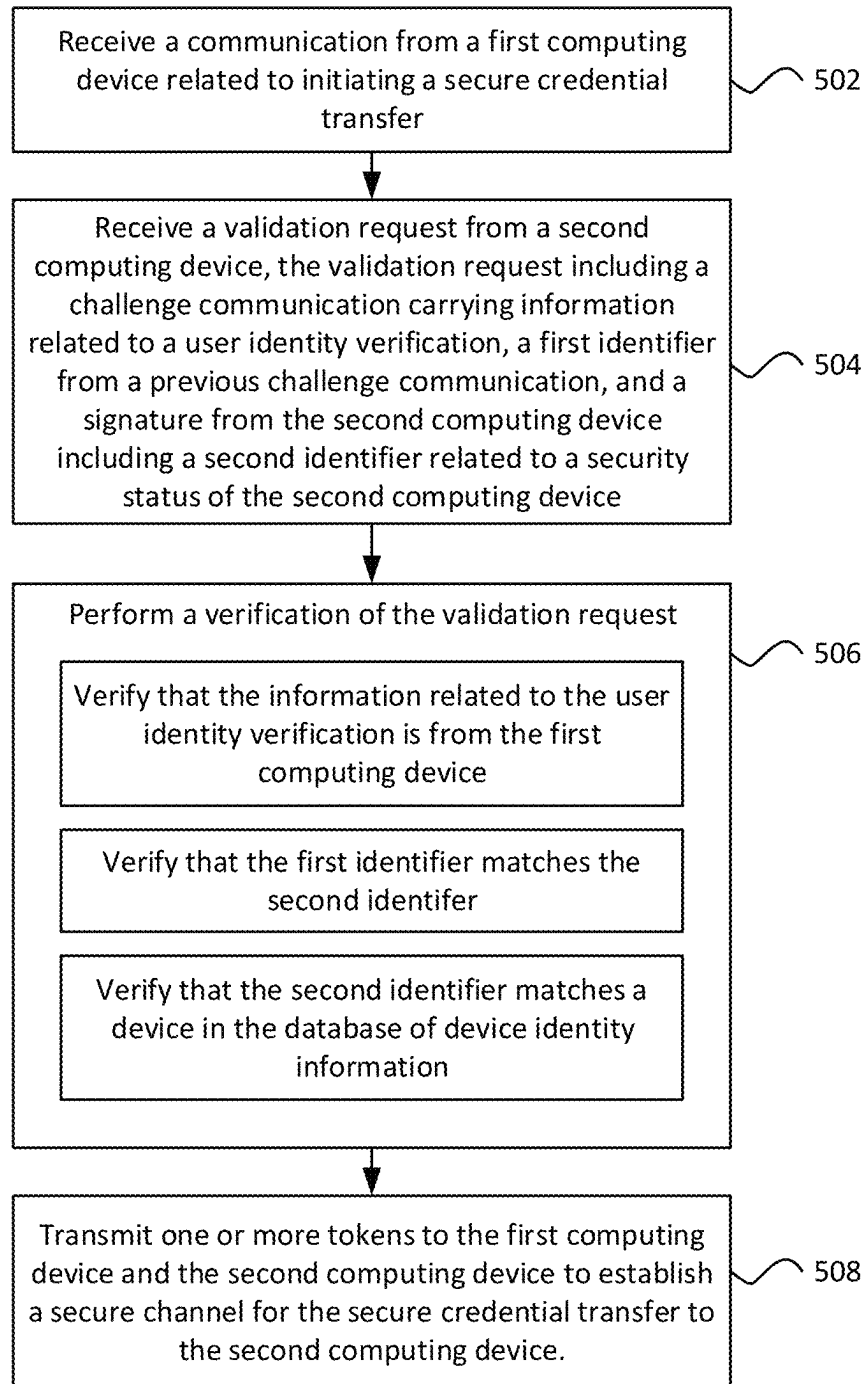 Receive a communication from a first computing
device related to initiating a secure credential
transfer
502
Receive a validation request from a second
computing device, the validation request including a
challenge communication carrying information
related to a user identity verification, a first identifier
from a previous challenge communication, and a
signature from the second computing device
including a second identifier related to a security
status of the second computing device
504
Perform a verification of the validation request
506
Verify that the information related to the user
identity verification is from the first
computing device
Verify that the first identifier matches the
second identifer
Verify that the second identifier matches a
device in the database of device identity
information
Transmit one or more tokens to the first computing
device and the second computing device to establish
a secure channel for the secure credential transfer to
the second computing device.
508